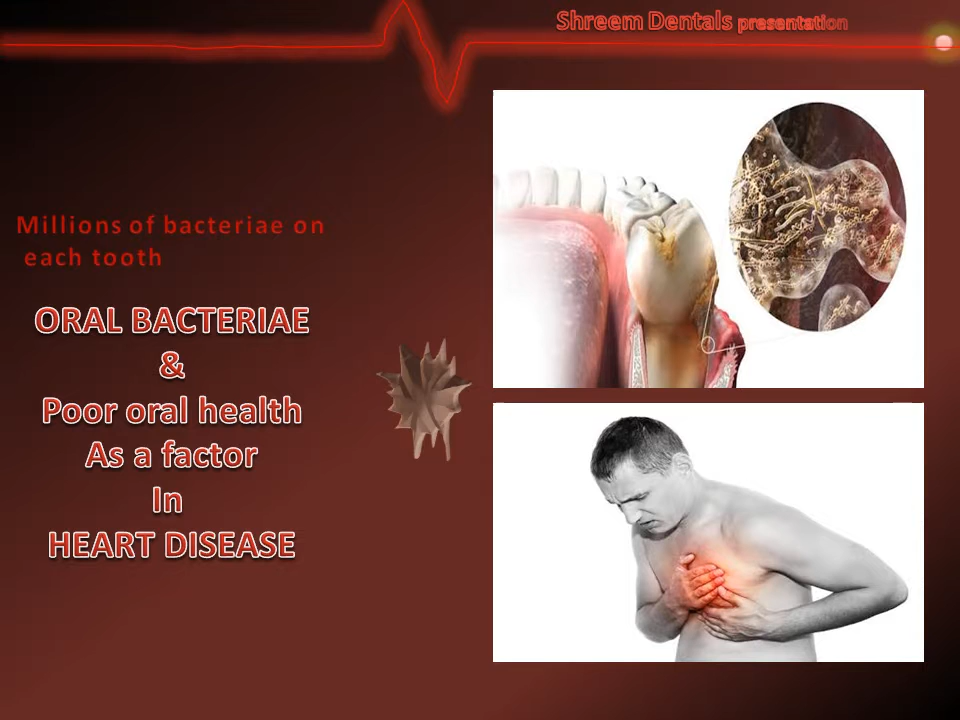 Shreem Dentals presentation
Millions of bacteriae on
each tooth
ORAL BACTERIAE
&
Poor oral health
As a factor
In
HEART DISEASE